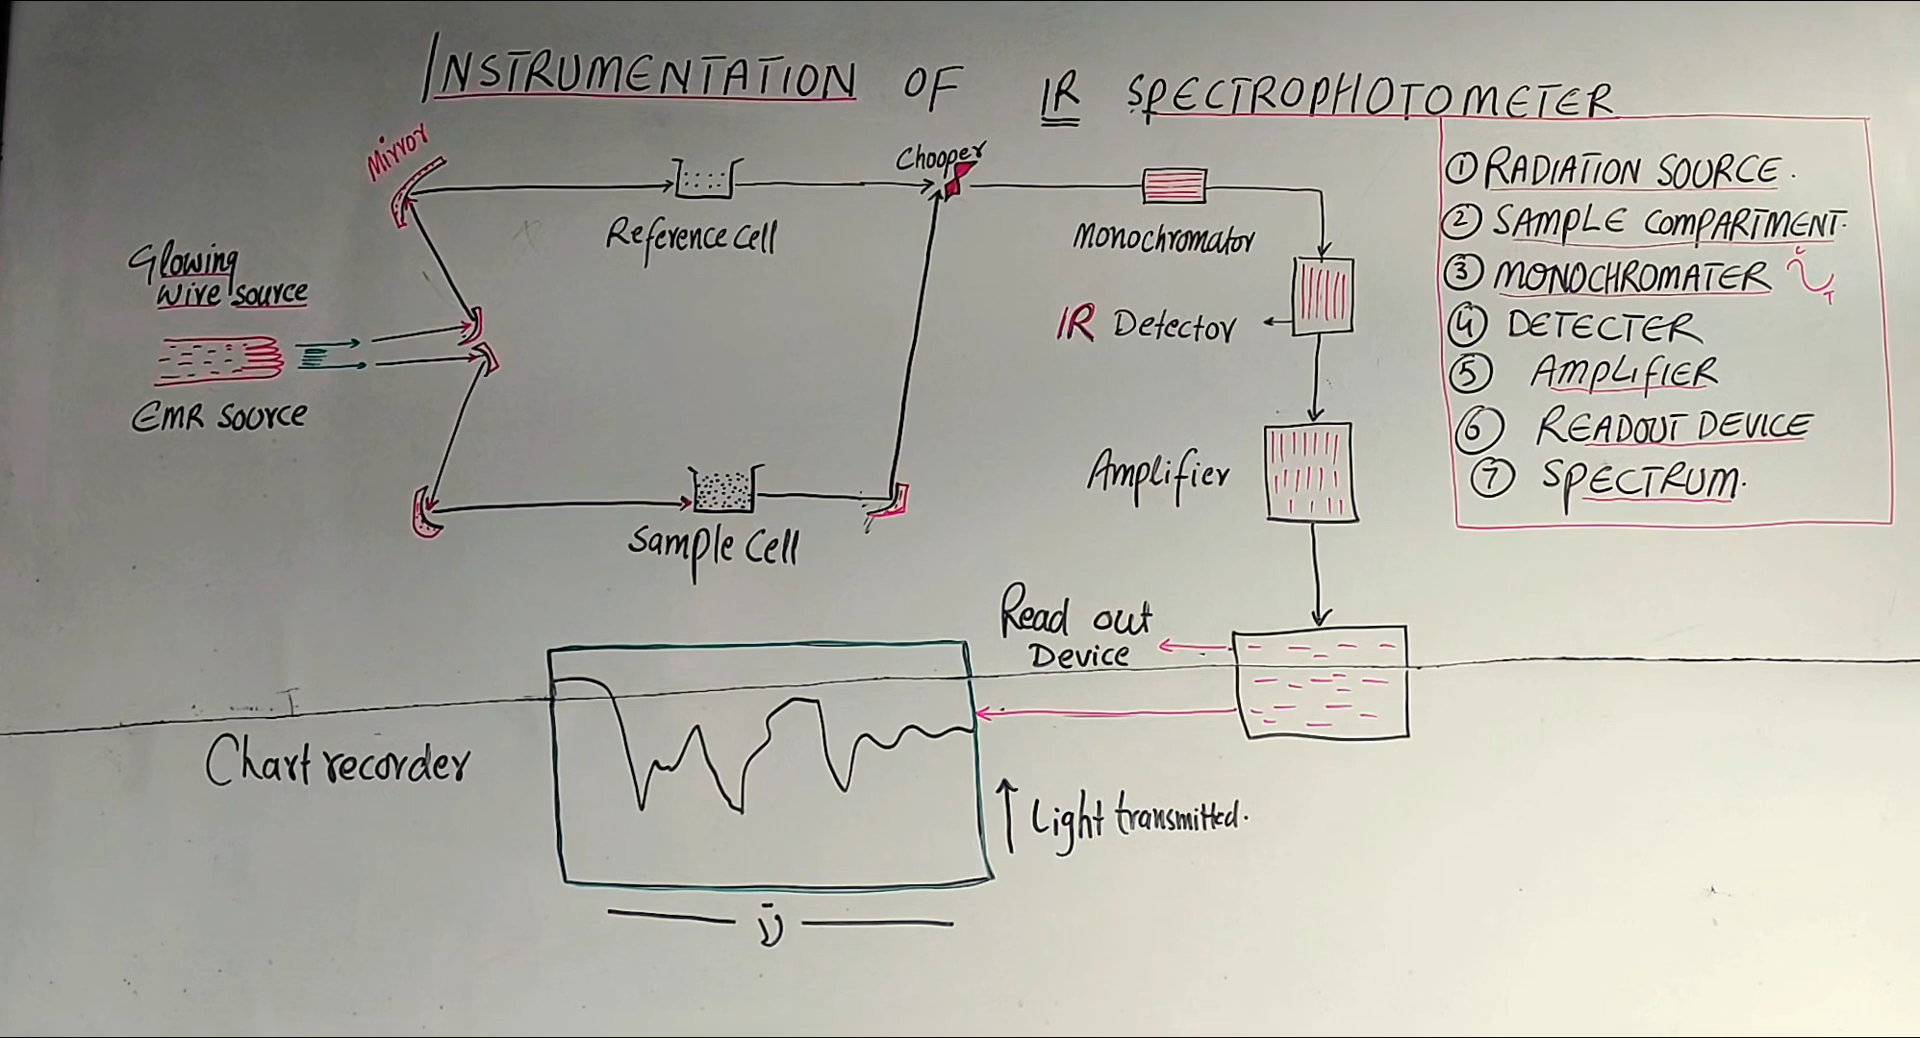 INSTRUMENTATION OF IR SPECTROPHOTOMETER
Mirror
Chooper
Reference Cell
Monochromator
Glowing
Wire source
EMR Source
IR Detector
Amplifier
Sample Cell
Read out
Device
Chart recorder
↑ Light transmitted.
ν̄
① RADIATION SOURCE.
② SAMPLE COMPARTMENT.
③ MONOCHROMATER
④ DETECTER
⑤ AMPLIFIER
⑥ READOUT DEVICE
⑦ SPECTRUM.